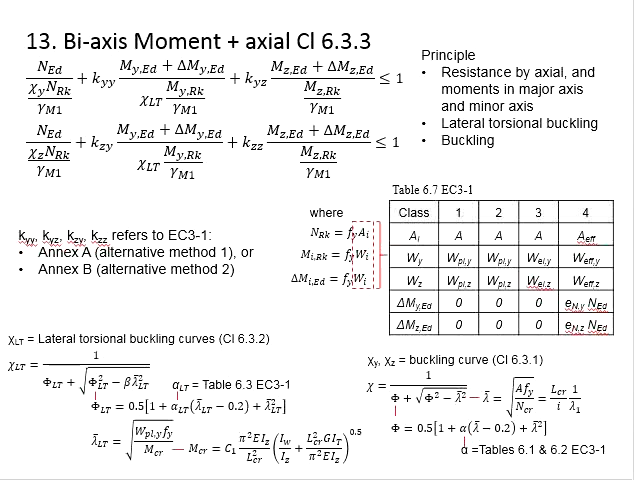 13. Bi-axis Moment + axial Cl 6.3.3
N_Ed / (χ_y N_Rk / γ_M1) + k_yy (M_y,Ed + ΔM_y,Ed) / (χ_LT M_y,Rk / γ_M1) + k_yz (M_z,Ed + ΔM_z,Ed) / (M_z,Rk / γ_M1) ≤ 1
N_Ed / (χ_z N_Rk / γ_M1) + k_zy (M_y,Ed + ΔM_y,Ed) / (χ_LT M_y,Rk / γ_M1) + k_zz (M_z,Ed + ΔM_z,Ed) / (M_z,Rk / γ_M1) ≤ 1
Principle
• Resistance by axial, and
moments in major axis
and minor axis
• Lateral torsional buckling
• Buckling
k_yy, k_yz, k_zy, k_zz refers to EC3-1:
• Annex A (alternative method 1), or
• Annex B (alternative method 2)
where
N_Rk = f_y A_i
M_i,Rk = f_y W_i
ΔM_i,Ed = f_y W_i
Table 6.7 EC3-1
Class 1 2 3 4
A_i A A A A_eff
W_y W_pl,y W_pl,y W_el,y W_eff,y
W_z W_pl,z W_pl,z W_el,z W_eff,z
ΔM_y,Ed 0 0 0 e_N,y N_Ed
ΔM_z,Ed 0 0 0 e_N,z N_Ed
χ_LT = Lateral torsional buckling curves (Cl 6.3.2)
χ_LT = 1 / (Φ_LT + √(Φ²_LT − βλ̄²_LT))
α_LT = Table 6.3 EC3-1
Φ_LT = 0.5[1 + α_LT(λ̄_LT − 0.2) + λ̄²_LT]
λ̄_LT = √(W_pl,y f_y / M_cr) — M_cr = C₁ (π²EI_z / L²_cr) (I_w / I_z + L²_cr GI_T / π²EI_z)^0.5
χ_y, χ_z = buckling curve (Cl 6.3.1)
χ = 1 / (Φ + √(Φ² − λ̄²)) — λ̄ = √(Af_y / N_cr) = (L_cr / i) (1 / λ₁)
Φ = 0.5[1 + α(λ̄ − 0.2) + λ̄²]
α =Tables 6.1 & 6.2 EC3-1